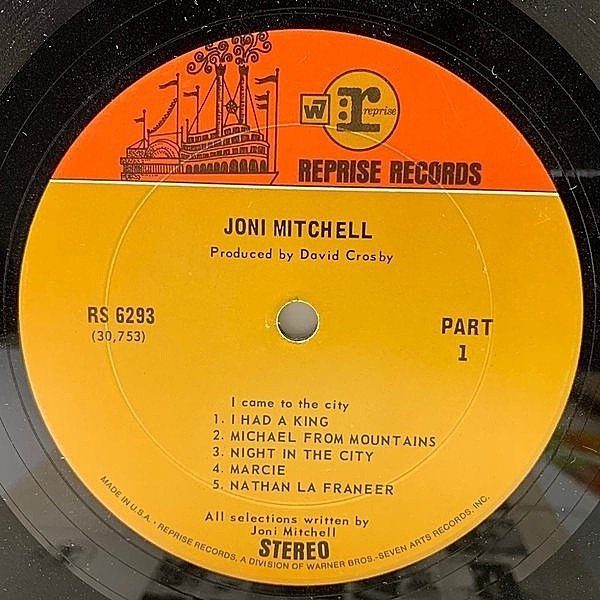 W7 r reprise
REPRISE RECORDS
JONI MITCHELL
Produced by David Crosby
RS 6293
(30,753)
PART
1
I came to the city
1. I HAD A KING
2. MICHAEL FROM MOUNTAINS
3. NIGHT IN THE CITY
4. MARCIE
5. NATHAN LA FRANEER
All selections written by
Joni Mitchell
STEREO
MADE IN U.S.A. · REPRISE RECORDS, A DIVISION OF WARNER BROS.-SEVEN ARTS RECORDS, INC.